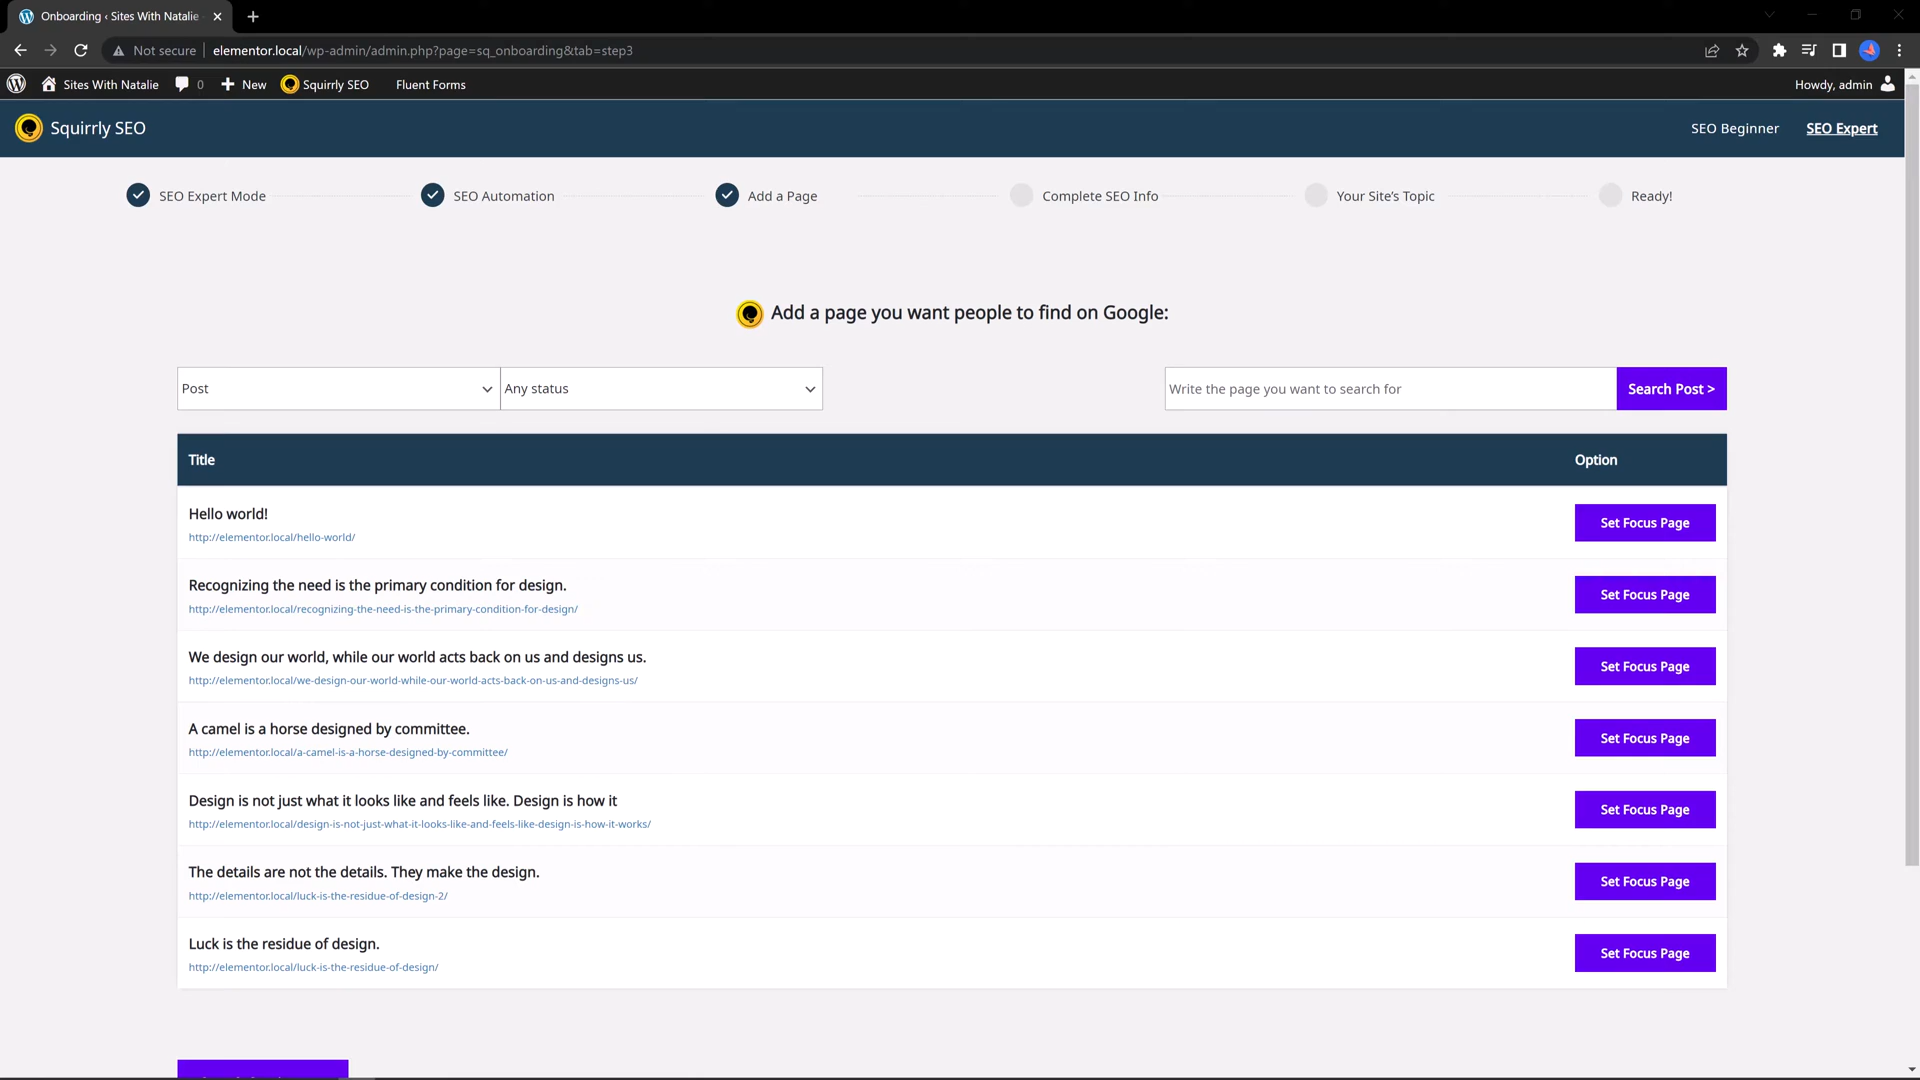 Onboarding ‹ Sites With Natalie
Not secure
elementor.local/wp-admin/admin.php?page=sq_onboarding&tab=step3
Sites With Natalie
0
New
Squirrly SEO
Fluent Forms
Howdy, admin
Squirrly SEO
SEO Beginner
SEO Expert
SEO Expert Mode
SEO Automation
Add a Page
Complete SEO Info
Your Site's Topic
Ready!
Add a page you want people to find on Google:
Post
Any status
Write the page you want to search for
Search Post >
Title
Option
Hello world!
http://elementor.local/hello-world/
Set Focus Page
Recognizing the need is the primary condition for design.
http://elementor.local/recognizing-the-need-is-the-primary-condition-for-design/
Set Focus Page
We design our world, while our world acts back on us and designs us.
http://elementor.local/we-design-our-world-while-our-world-acts-back-on-us-and-designs-us/
Set Focus Page
A camel is a horse designed by committee.
http://elementor.local/a-camel-is-a-horse-designed-by-committee/
Set Focus Page
Design is not just what it looks like and feels like. Design is how it
http://elementor.local/design-is-not-just-what-it-looks-like-and-feels-like-design-is-how-it-works/
Set Focus Page
The details are not the details. They make the design.
http://elementor.local/luck-is-the-residue-of-design-2/
Set Focus Page
Luck is the residue of design.
http://elementor.local/luck-is-the-residue-of-design/
Set Focus Page